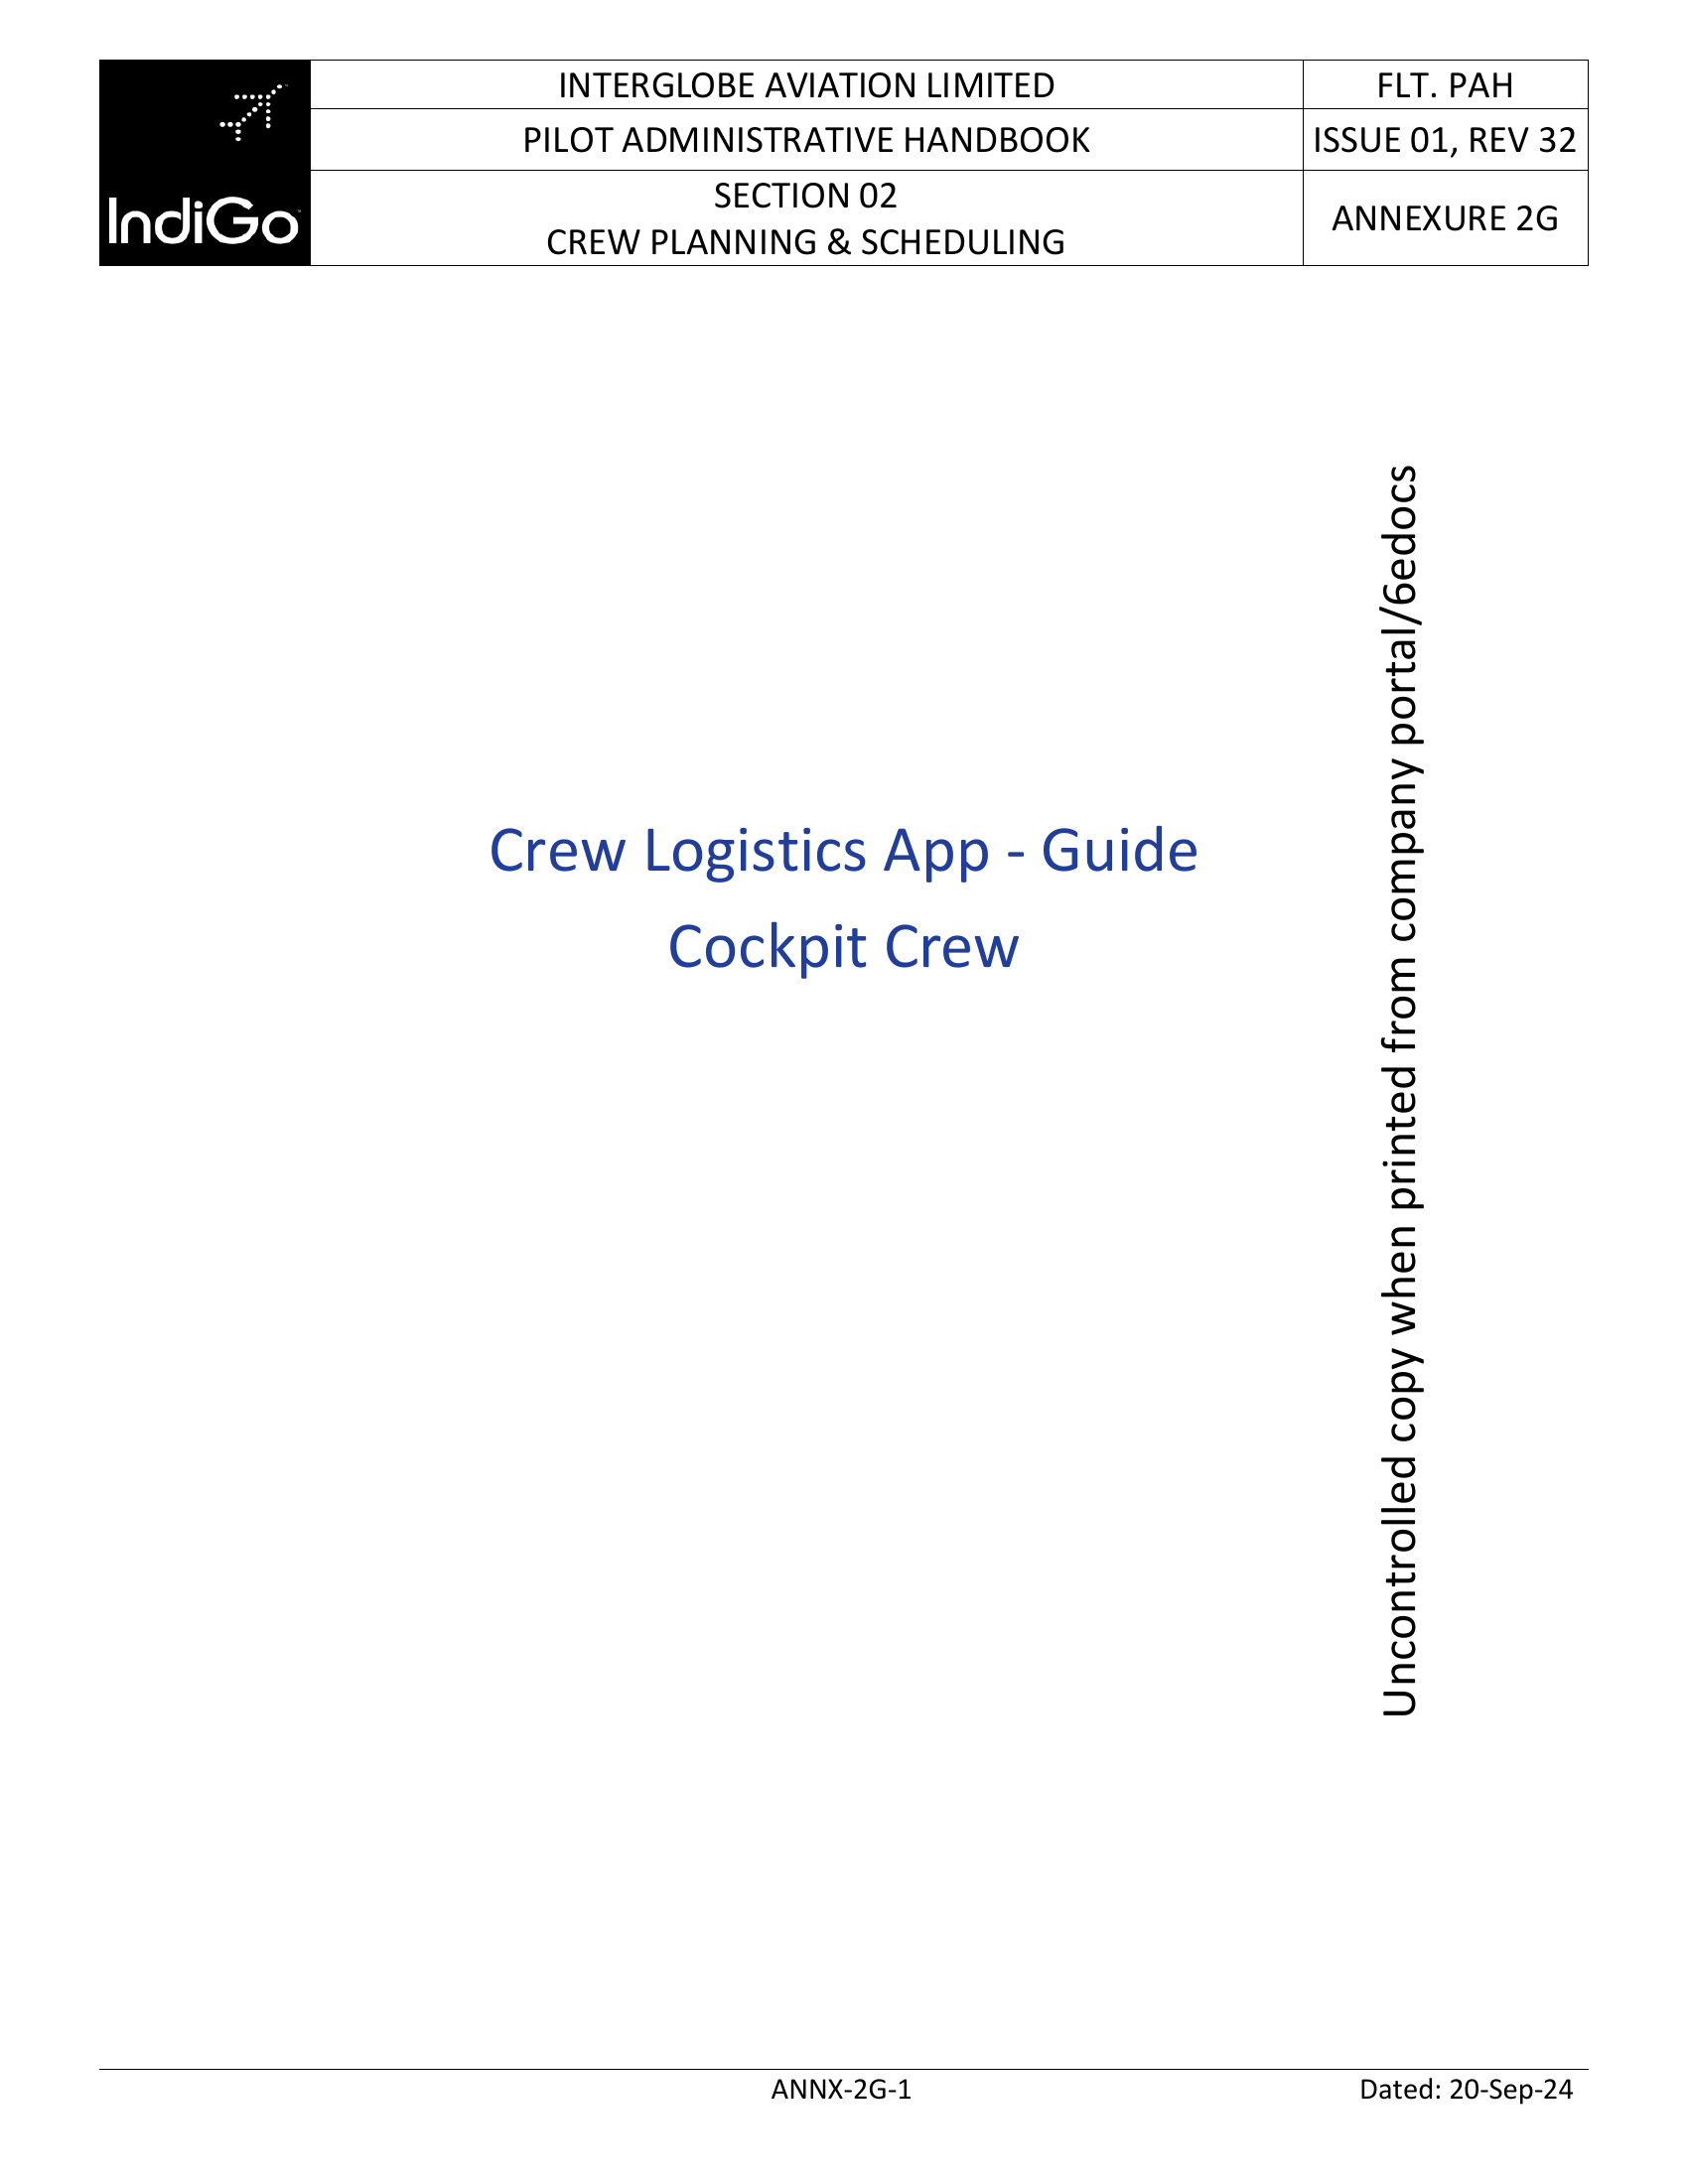 INTERGLOBE AVIATION LIMITED
FLT. PAH
PILOT ADMINISTRATIVE HANDBOOK
ISSUE 01, REV 32
SECTION 02
CREW PLANNING & SCHEDULING
ANNEXURE 2G
IndiGo
Crew Logistics App - Guide
Cockpit Crew
Uncontrolled copy when printed from company portal/6edocs
ANNX-2G-1
Dated: 20-Sep-24